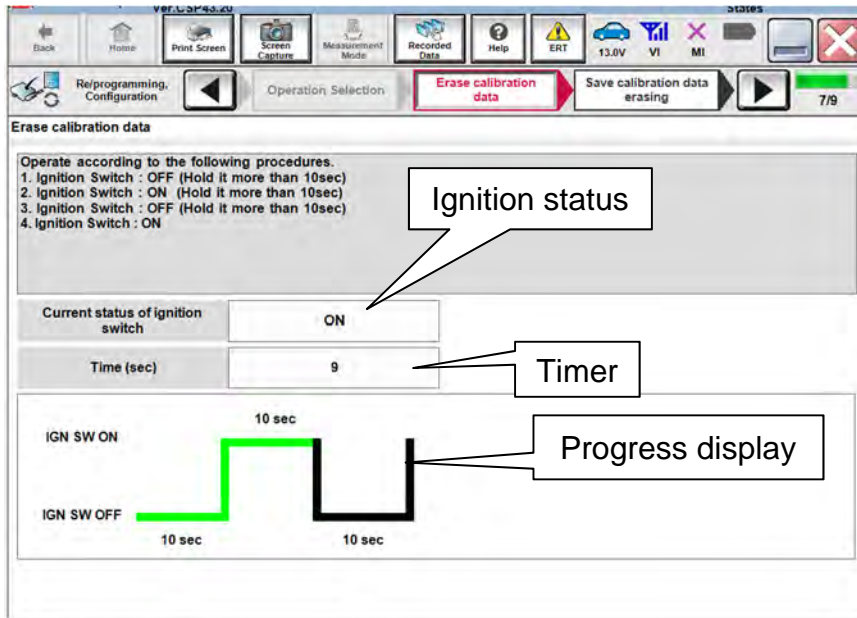 Ver.CSP43.20
States
Back
Home
Print Screen
Screen
Capture
Measurement
Mode
Recorded
Data
Help
ERT
13.0V
VI
MI
Re/programming,
Configuration
Operation Selection
Erase calibration
data
Save calibration data
erasing
7/9
Erase calibration data
Operate according to the following procedures.
1. Ignition Switch : OFF (Hold it more than 10sec)
2. Ignition Switch : ON (Hold it more than 10sec)
3. Ignition Switch : OFF (Hold it more than 10sec)
4. Ignition Switch : ON
Ignition status
Current status of ignition
switch
ON
Time (sec)
9
Timer
10 sec
IGN SW ON
Progress display
IGN SW OFF
10 sec
10 sec